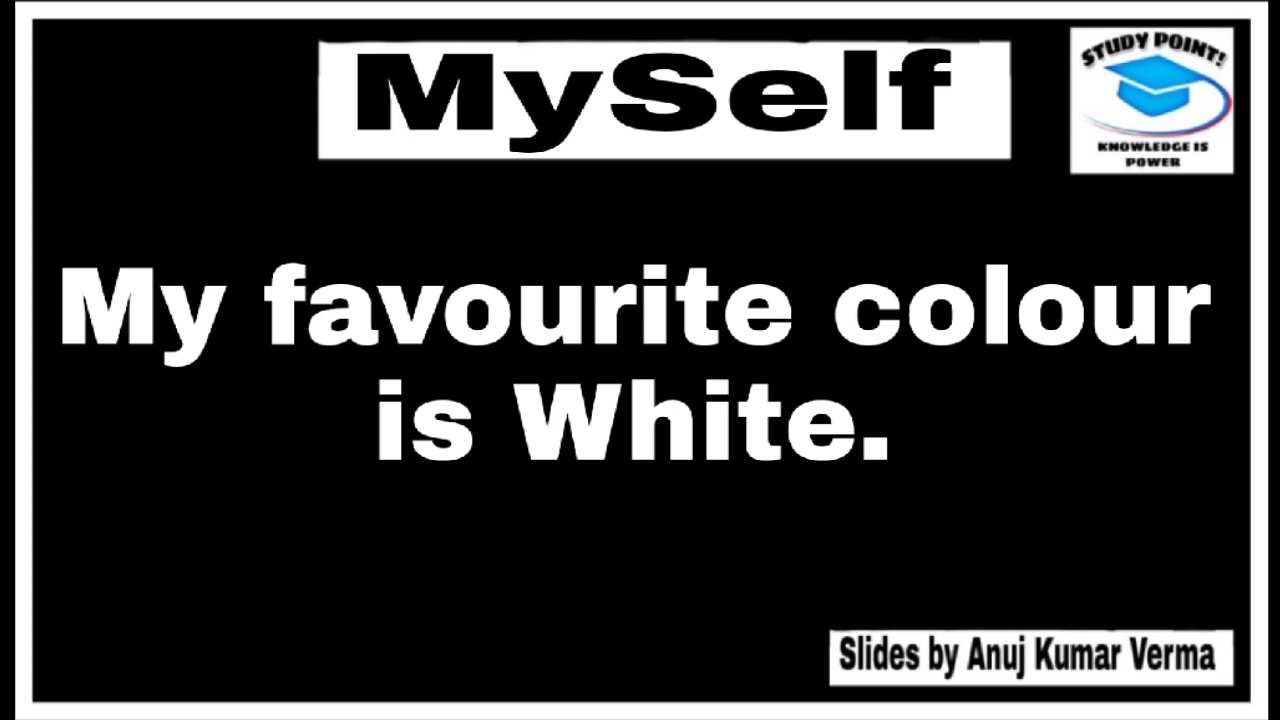 MySelf
STUDY POINT!
KNOWLEDGE IS
POWER
My favourite colour
is White.
Slides by Anuj Kumar Verma